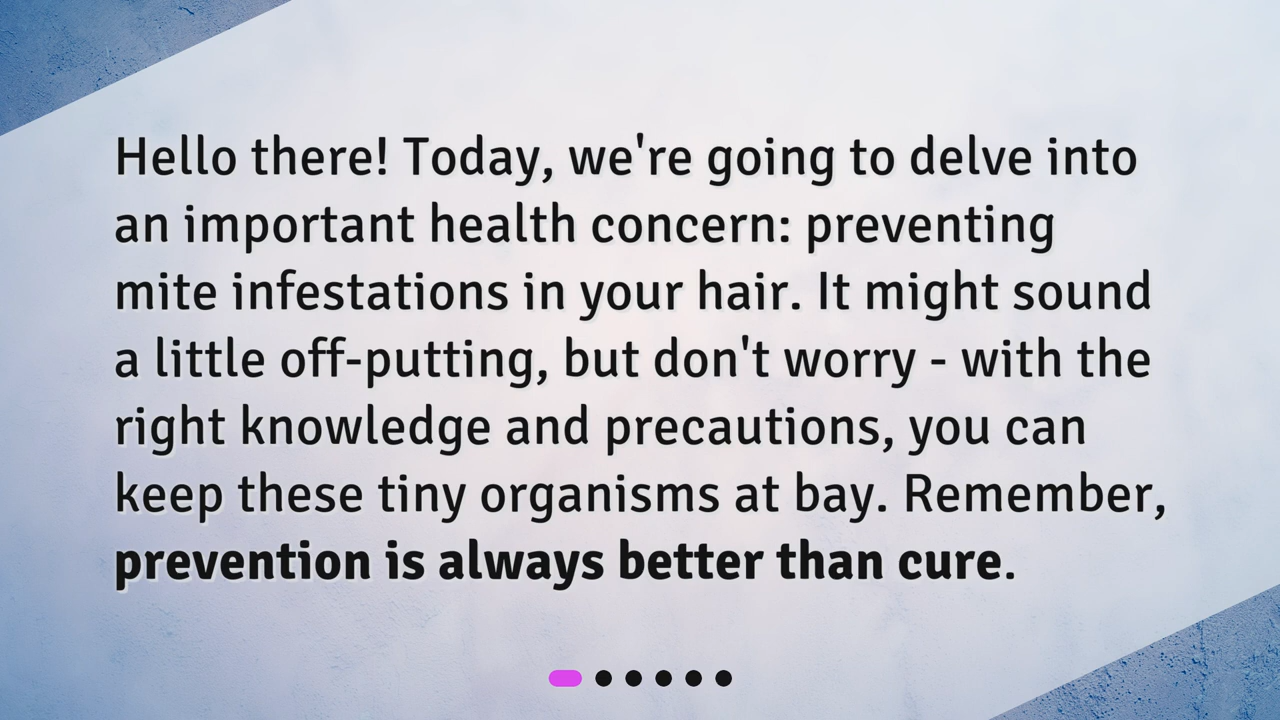 Hello there! Today, we're going to delve into
an important health concern: preventing
mite infestations in your hair. It might sound
a little off-putting, but don't worry - with the
right knowledge and precautions, you can
keep these tiny organisms at bay. Remember,
prevention is always better than cure.